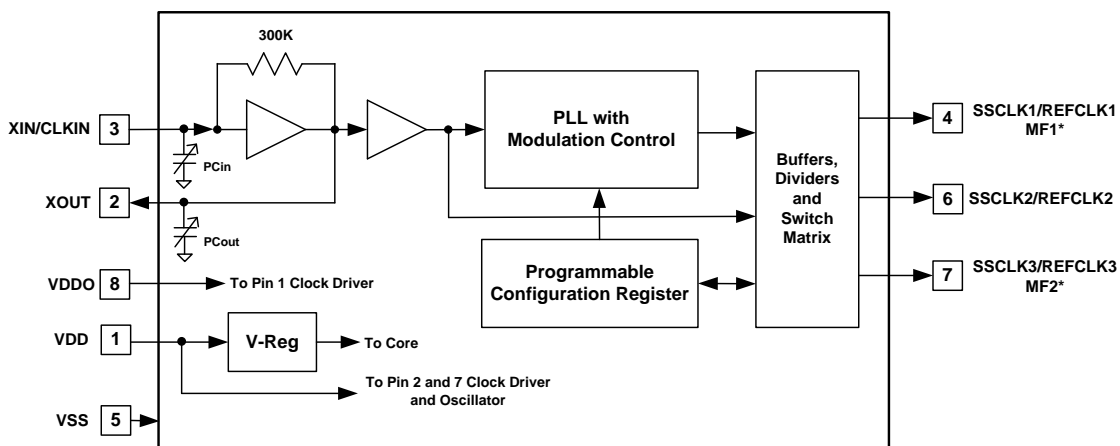 300K
XIN/CLKIN
3
PCin
XOUT
2
PCout
VDDO
8
To Pin 1 Clock Driver
VDD
1
V-Reg
To Core
To Pin 2 and 7 Clock Driver
and Oscillator
VSS
5
PLL with
Modulation Control
Programmable
Configuration Register
Buffers,
Dividers
and
Switch
Matrix
4
SSCLK1/REFCLK1
MF1*
6
SSCLK2/REFCLK2
7
SSCLK3/REFCLK3
MF2*